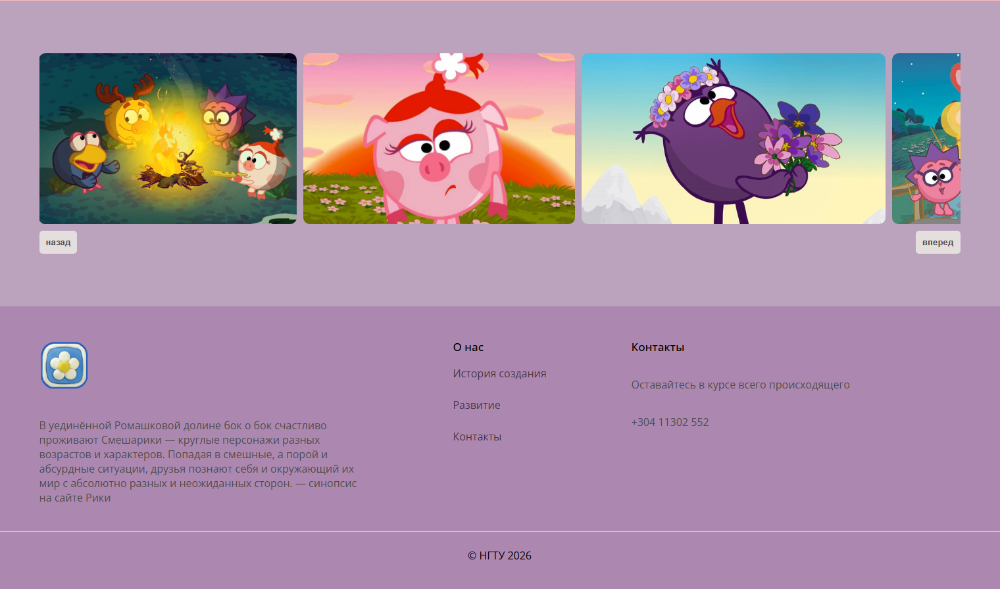 назад
вперед
В уединённой Ромашковой долине бок о бок счастливо
проживают Смешарики — круглые персонажи разных
возрастов и характеров. Попадая в смешные, а порой и
абсурдные ситуации, друзья познают себя и окружающий их
мир с абсолютно разных и неожиданных сторон. — синопсис
на сайте Рики
О нас
История создания
Развитие
Контакты
Контакты
Оставайтесь в курсе всего происходящего
+304 11302 552
© НГТУ 2026